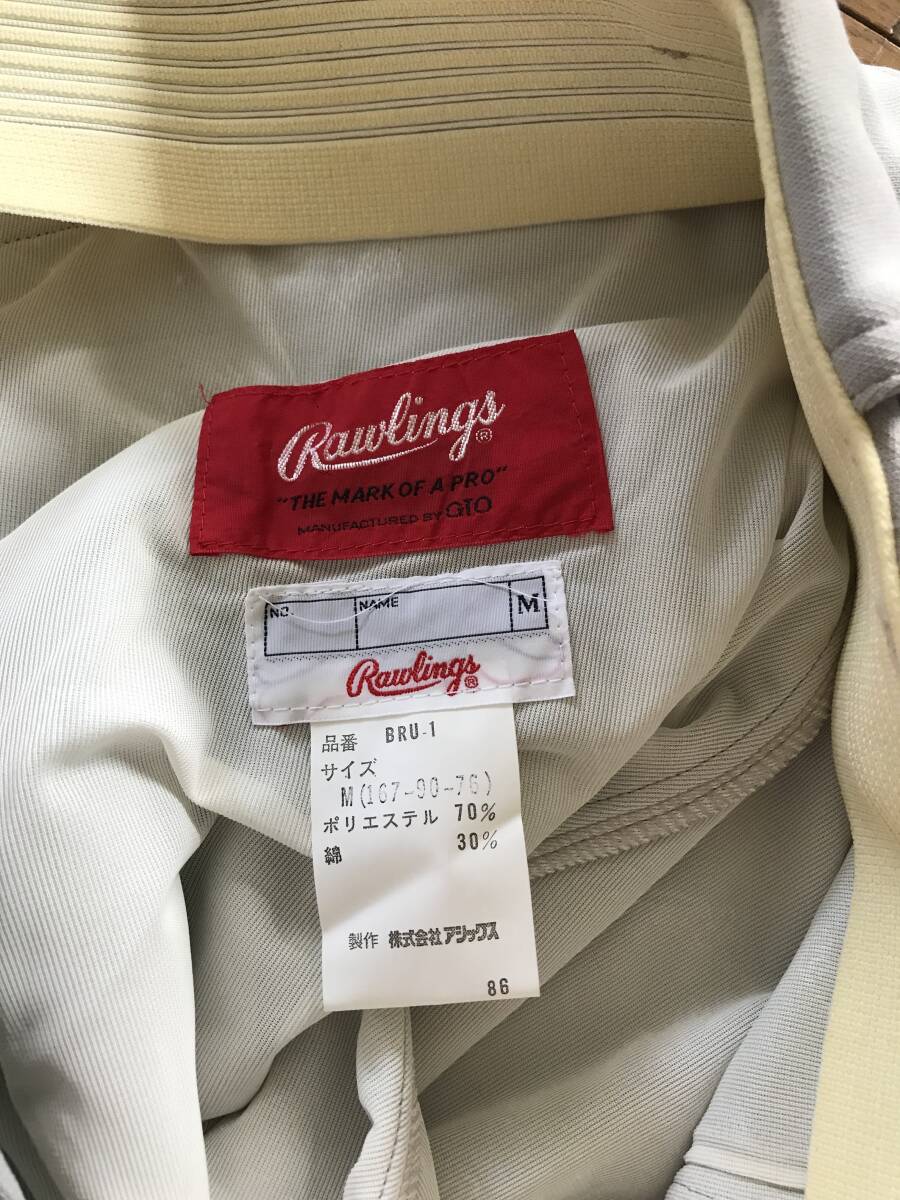 Rawlings®
"THE MARK OF A PRO"
MANUFACTURED BY GTO
NO. NAME M
Rawlings®
品番 BRU-1
サイズ
M(167-90-76)
ポリエステル 70%
綿 30%
製作 株式会社アシックス
86